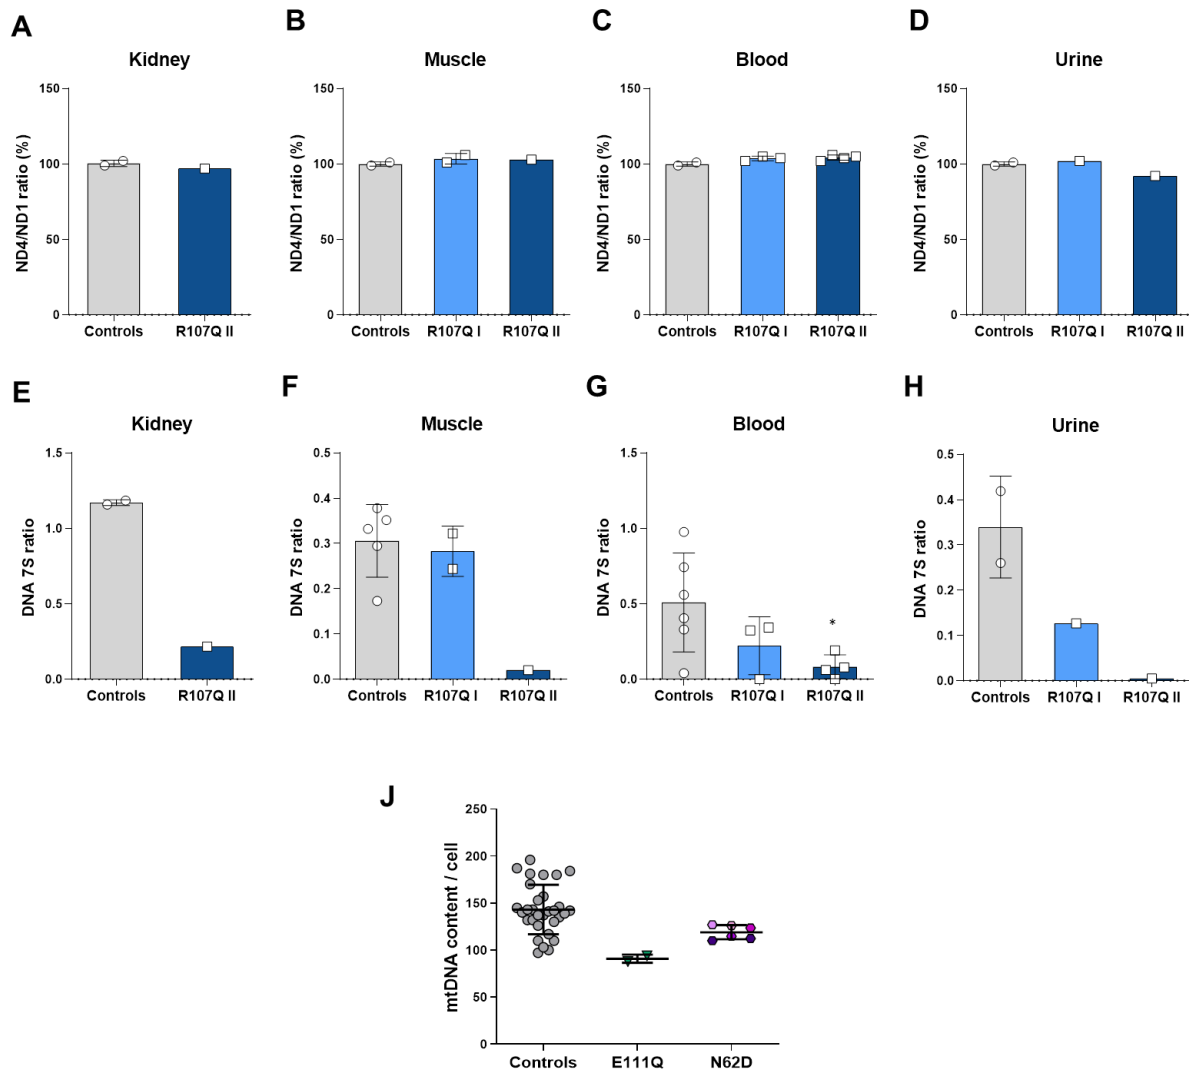 A
Kidney
ND4/ND1 ratio (%)
150
100
50
0
Controls R107Q II
B
Muscle
ND4/ND1 ratio (%)
150
100
50
0
Controls R107Q I R107Q II
C
Blood
ND4/ND1 ratio (%)
150
100
50
0
Controls R107Q I R107Q II
D
Urine
ND4/ND1 ratio (%)
150
100
50
0
Controls R107Q I R107Q II
E
Kidney
DNA 7S ratio
1.5
1.0
0.5
0.0
Controls R107Q II
F
Muscle
DNA 7S ratio
0.5
0.4
0.3
0.2
0.1
0.0
Controls R107Q I R107Q II
G
Blood
DNA 7S ratio
1.5
1.0
0.5
0.0
*
Controls R107Q I R107Q II
H
Urine
DNA 7S ratio
0.5
0.4
0.3
0.2
0.1
0.0
Controls R107Q I R107Q II
J
mtDNA content / cell
250
200
150
100
50
0
Controls E111Q N62D